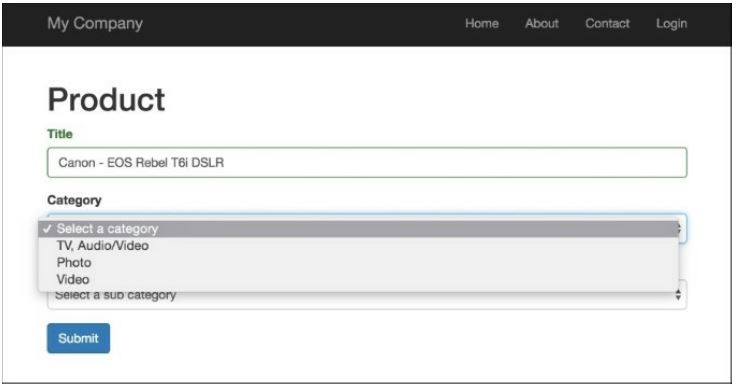 My Company Home About Contact Login
Product
Title
Canon - EOS Rebel T6i DSLR
Category
✓ Select a category
TV, Audio/Video
Photo
Video
Select a sub category
Submit